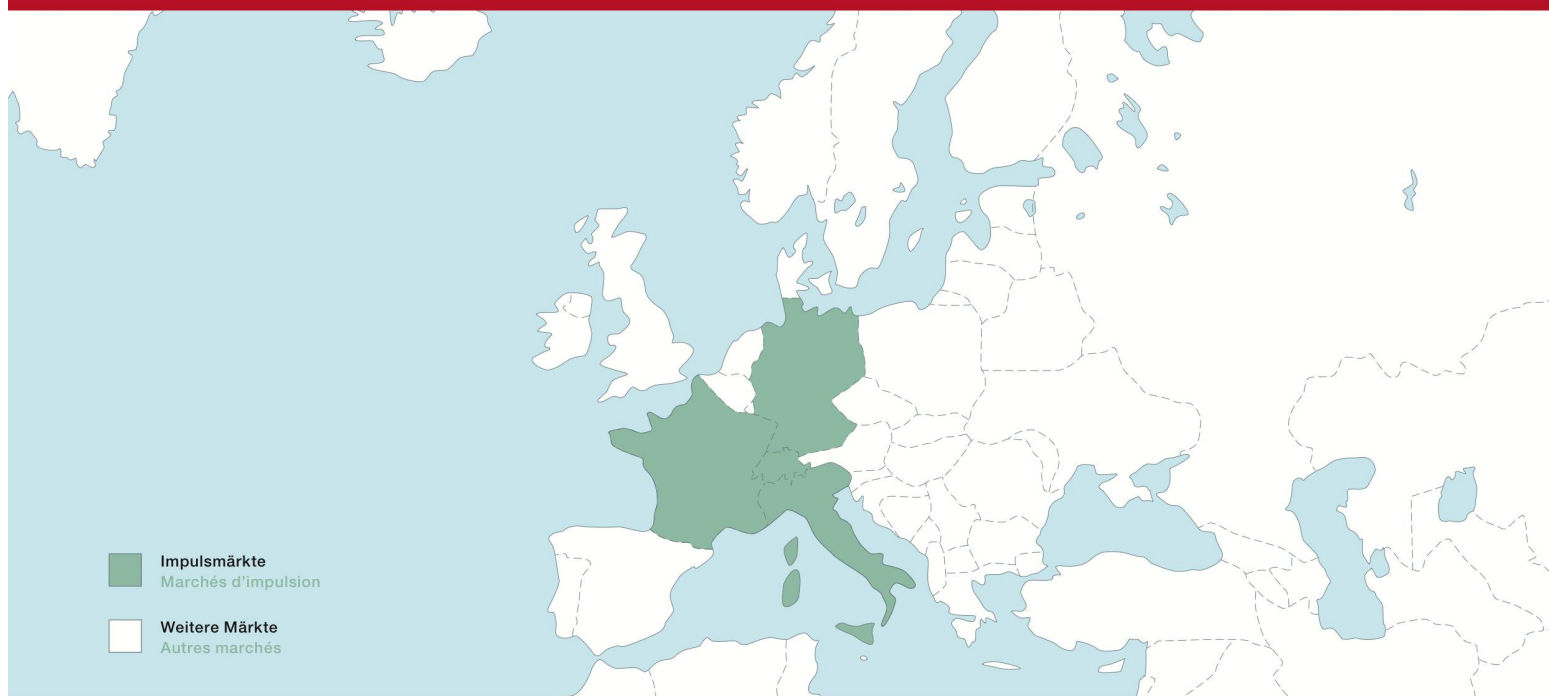 Impulsmärkte
Marchés d'impulsion
Weitere Märkte
Autres marchés